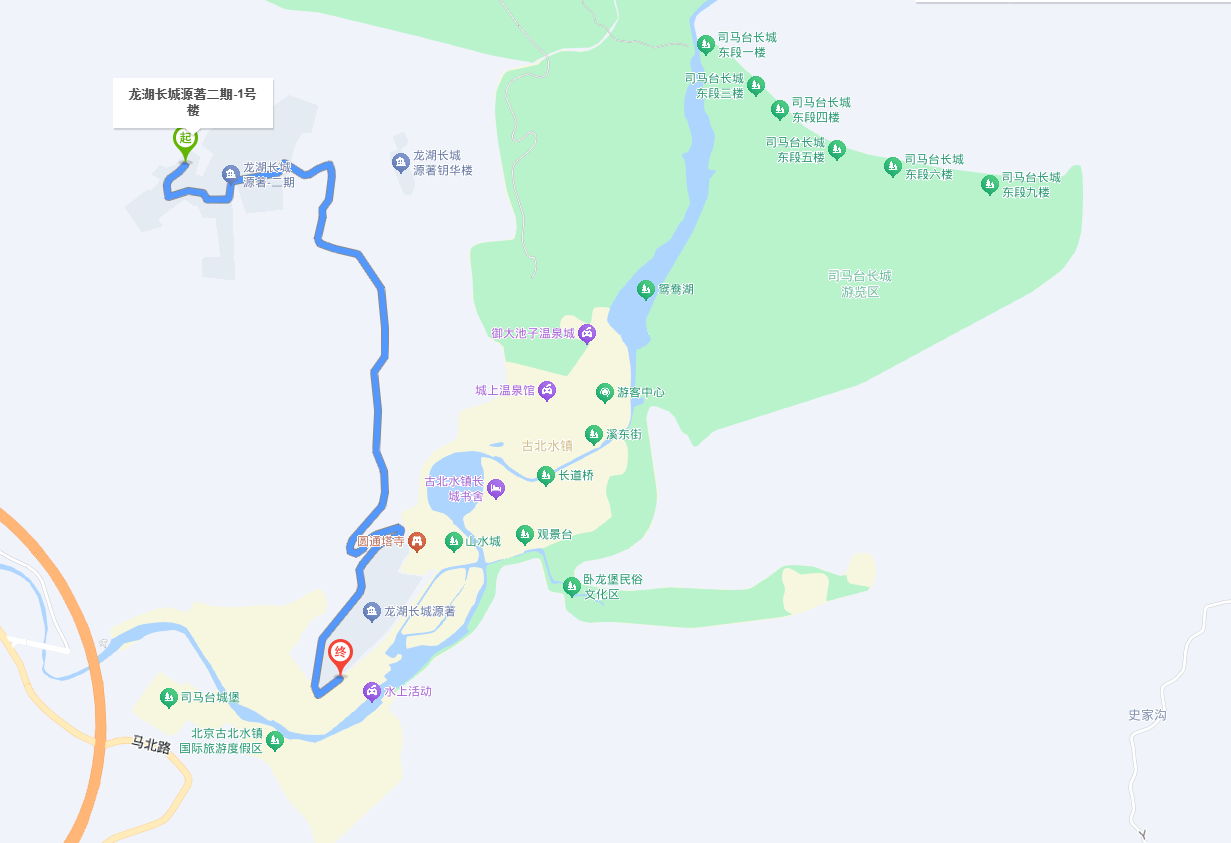 司马台长城
东段一楼
司马台长城
东段三楼
龙湖长城源著二期-1号
楼
司马台长城
东段四楼
起
司马台长城
东段五楼
龙湖长城
源著钥华楼
龙湖长城
源著-二期
司马台长城
东段六楼
司马台长城
东段九楼
司马台长城
游览区
鸳鸯湖
御大池子温泉城
城上温泉馆
游客中心
溪东街
古北水镇
长道桥
古北水镇长
城书舍
观景台
圆通塔寺
山水城
卧龙堡民俗
文化区
龙湖长城源著
终
水上活动
司马台城堡
史家沟
北京古北水镇
国际旅游度假区
马北路